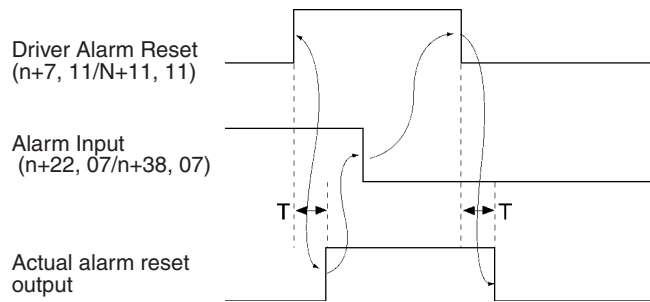 Driver Alarm Reset
(n+7, 11/N+11, 11)
Alarm Input
(n+22, 07/n+38, 07)
T
T
Actual alarm reset
output